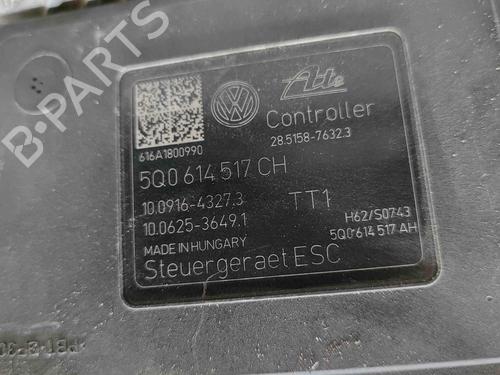 B-PARTS
Ate
Controller
28.5158-7632.3
616A1800990
5Q0 614 517 CH
10.0916-4327.3
TT1
10.0625-3649.1
H62/S0743
MADE IN HUNGARY
5Q0 614 517 AH
Steuergeraet ESC